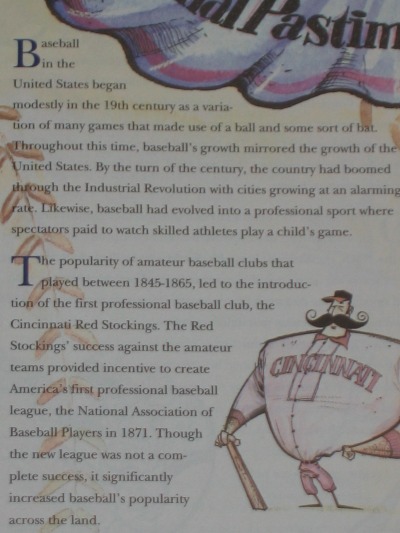 nal Pastim
Baseball
in the
United States began
modestly in the 19th century as a varia-
tion of many games that made use of a ball and some sort of bat.
Throughout this time, baseball's growth mirrored the growth of the
United States. By the turn of the century, the country had boomed
through the Industrial Revolution with cities growing at an alarming
rate. Likewise, baseball had evolved into a professional sport where
spectators paid to watch skilled athletes play a child's game.
The popularity of amateur baseball clubs that
played between 1845-1865, led to the introduc-
tion of the first professional baseball club, the
Cincinnati Red Stockings. The Red
Stockings' success against the amateur
teams provided incentive to create
America's first professional baseball
league, the National Association of
Baseball Players in 1871. Though
the new league was not a com-
plete success, it significantly
increased baseball's popularity
across the land.
CINCINNATI